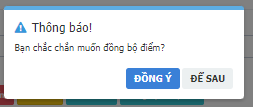 Thông báo!
Bạn chắc chắn muốn đồng bộ điểm?
ĐỒNG Ý ĐỂ SAU